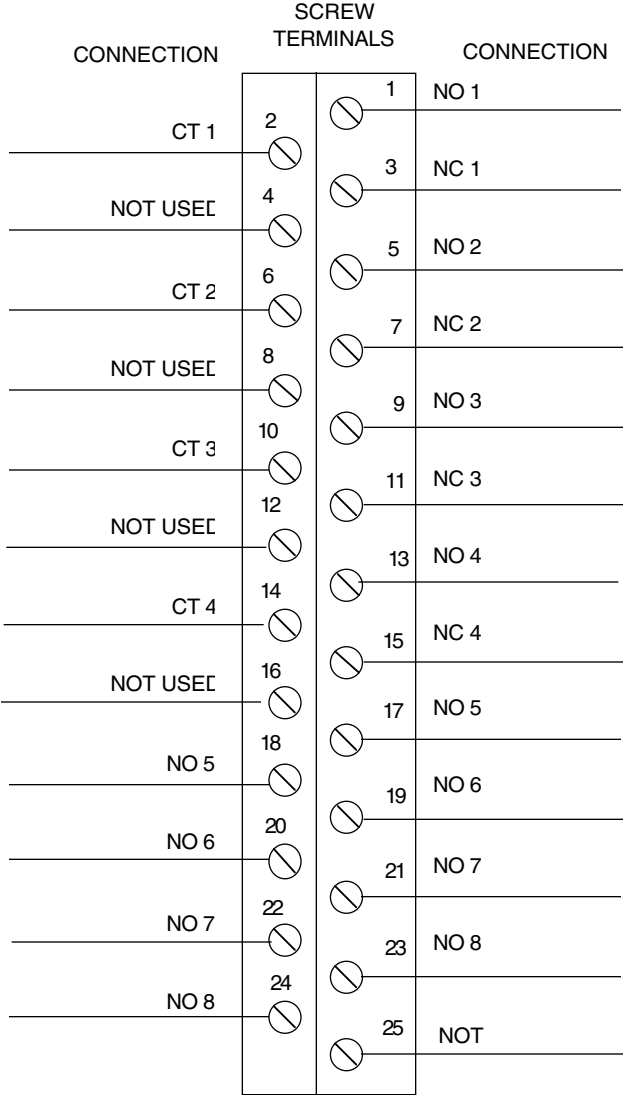 SCREW
TERMINALS
CONNECTION
CONNECTION
1 NO 1
CT 1 2
3 NC 1
NOT USED 4
5 NO 2
CT 2 6
7 NC 2
NOT USED 8
9 NO 3
CT 3 10
11 NC 3
NOT USED 12
13 NO 4
CT 4 14
15 NC 4
NOT USED 16
17 NO 5
NO 5 18
19 NO 6
NO 6 20
21 NO 7
NO 7 22
23 NO 8
NO 8 24
25 NOT